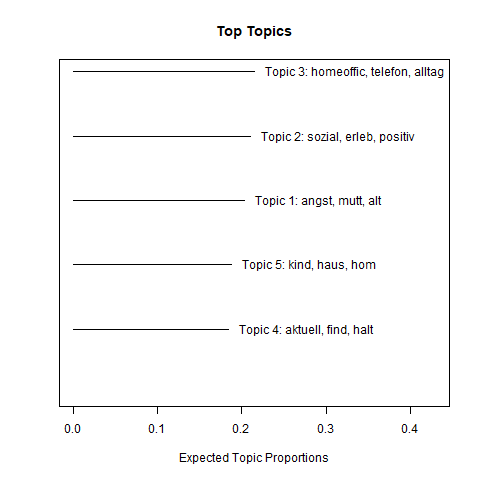 Top Topics
Topic 3: homeoffic, telefon, alltag
Topic 2: sozial, erleb, positiv
Topic 1: angst, mutt, alt
Topic 5: kind, haus, hom
Topic 4: aktuell, find, halt
0.0 0.1 0.2 0.3 0.4
Expected Topic Proportions